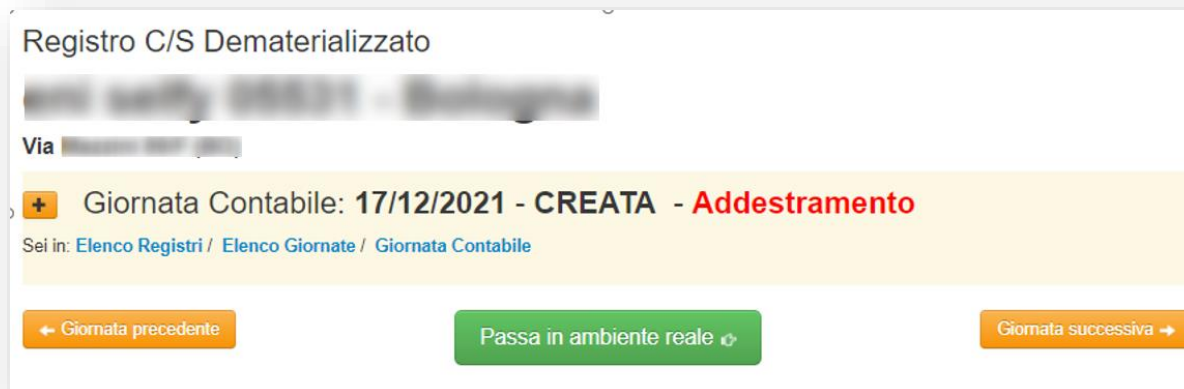 Registro C/S Dematerializzato
Via
+ Giornata Contabile: 17/12/2021 - CREATA - Addestramento
Sei in: Elenco Registri / Elenco Giornate / Giornata Contabile
← Giornata precedente
Passa in ambiente reale
Giornata successiva →